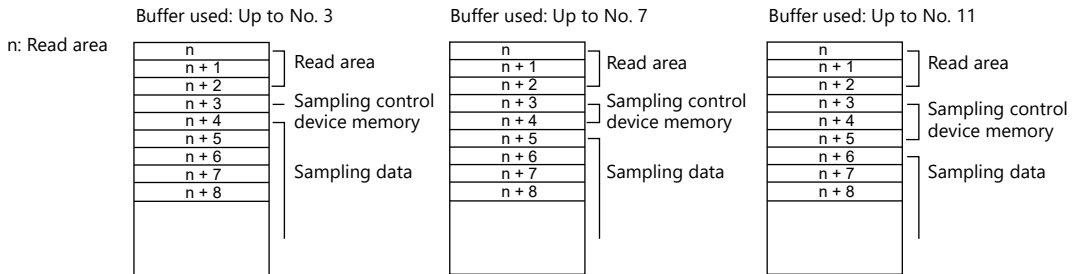 Buffer used: Up to No. 3
Buffer used: Up to No. 7
Buffer used: Up to No. 11
n: Read area
n
n + 1
n + 2
n + 3
n + 4
n + 5
n + 6
n + 7
n + 8
Read area
Sampling control
device memory
Sampling data
n
n + 1
n + 2
n + 3
n + 4
n + 5
n + 6
n + 7
n + 8
Read area
Sampling control
device memory
Sampling data
n
n + 1
n + 2
n + 3
n + 4
n + 5
n + 6
n + 7
n + 8
Read area
Sampling control
device memory
Sampling data